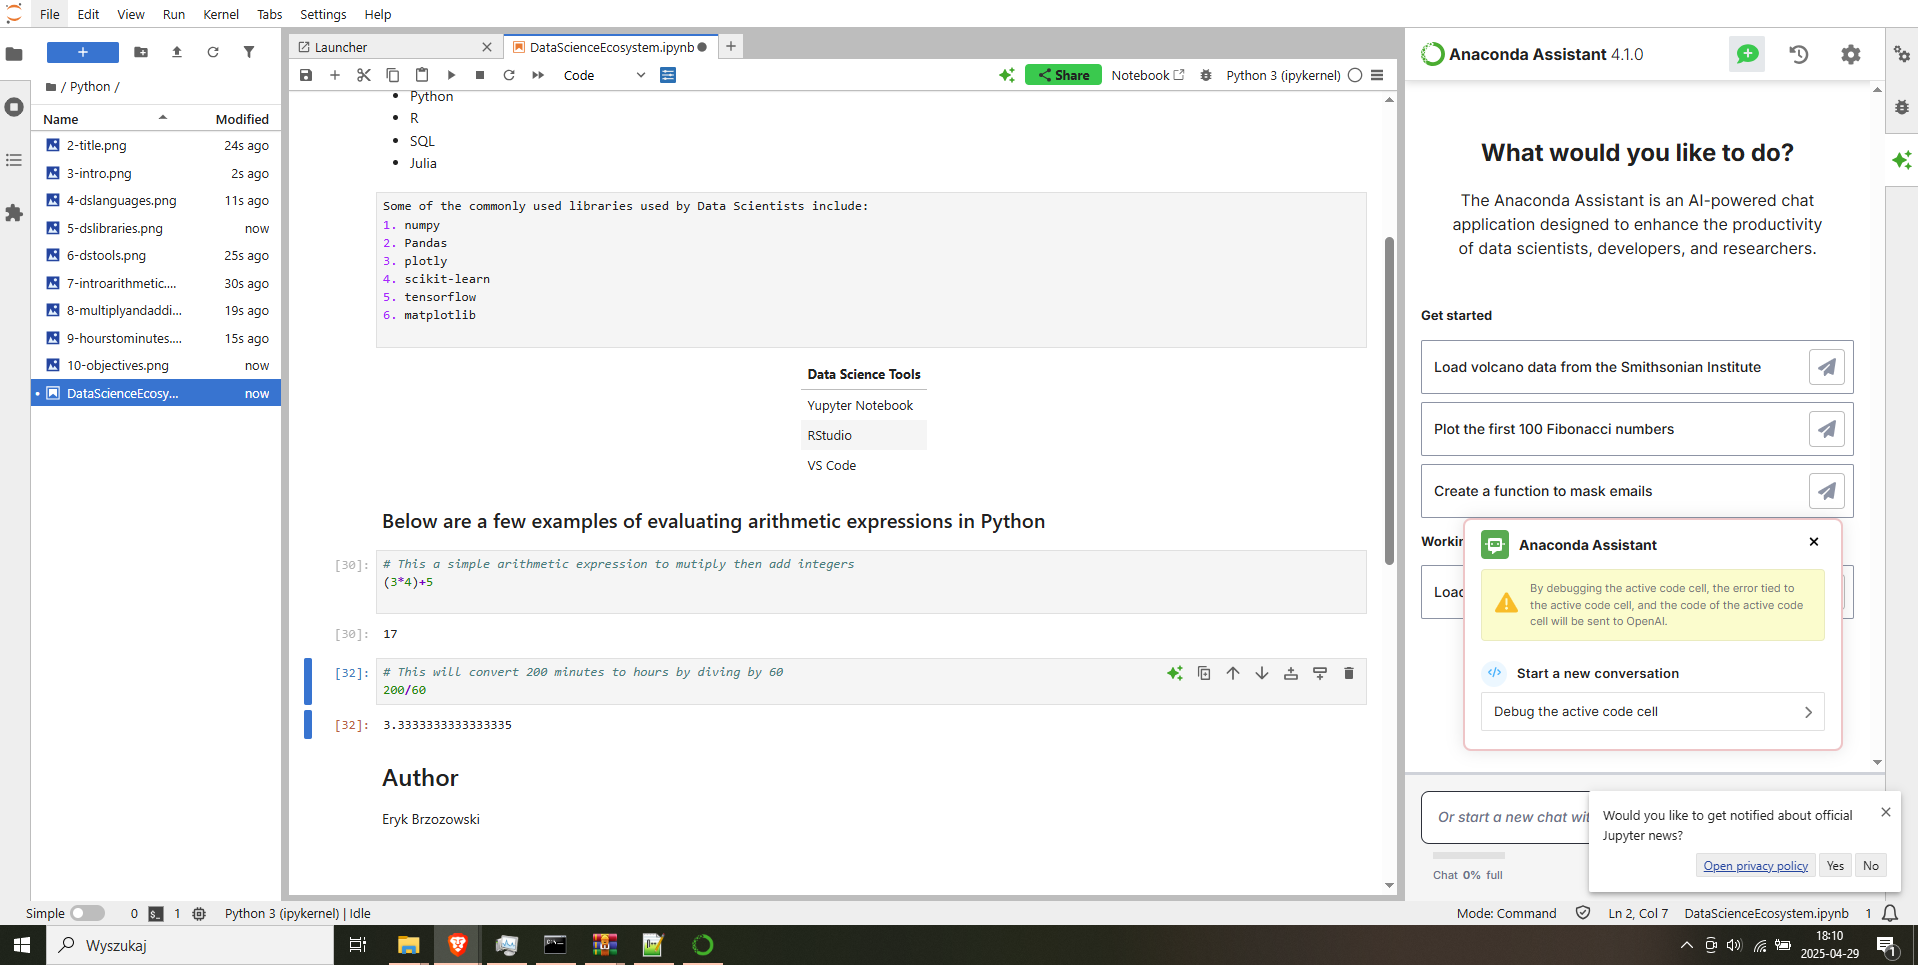 File Edit View Run Kernel Tabs Settings Help
+
/ Python /
Name Modified
2-title.png 24s ago
3-intro.png 2s ago
4-dslanguages.png 11s ago
5-dslibraries.png now
6-dstools.png 25s ago
7-introarithmetic.... 30s ago
8-multiplyandaddi... 19s ago
9-hourstominutes.... 15s ago
10-objectives.png now
DataScienceEcosy... now
Launcher
DataScienceEcosystem.ipynb
Code
Share
Notebook
Python 3 (ipykernel)
Python
R
SQL
Julia
Some of the commonly used libraries used by Data Scientists include:
1. numpy
2. Pandas
3. plotly
4. scikit-learn
5. tensorflow
6. matplotlib
Data Science Tools
Yupyter Notebook
RStudio
VS Code
Below are a few examples of evaluating arithmetic expressions in Python
[30]: # This a simple arithmetic expression to mutiply then add integers
(3*4)+5
[30]: 17
[32]: # This will convert 200 minutes to hours by diving by 60
200/60
[32]: 3.3333333333333335
Author
Eryk Brzozowski
Anaconda Assistant 4.1.0
What would you like to do?
The Anaconda Assistant is an AI-powered chat
application designed to enhance the productivity
of data scientists, developers, and researchers.
Get started
Load volcano data from the Smithsonian Institute
Plot the first 100 Fibonacci numbers
Create a function to mask emails
Workin
Load
Anaconda Assistant
By debugging the active code cell, the error tied to
the active code cell, and the code of the active code
cell will be sent to OpenAI.
Start a new conversation
Debug the active code cell
Or start a new chat wit
Chat 0% full
Would you like to get notified about official
Jupyter news?
Open privacy policy Yes No
Simple 0 1 Python 3 (ipykernel) | Idle
Mode: Command Ln 2, Col 7 DataScienceEcosystem.ipynb 1
Wyszukaj
18:10
2025-04-29
1